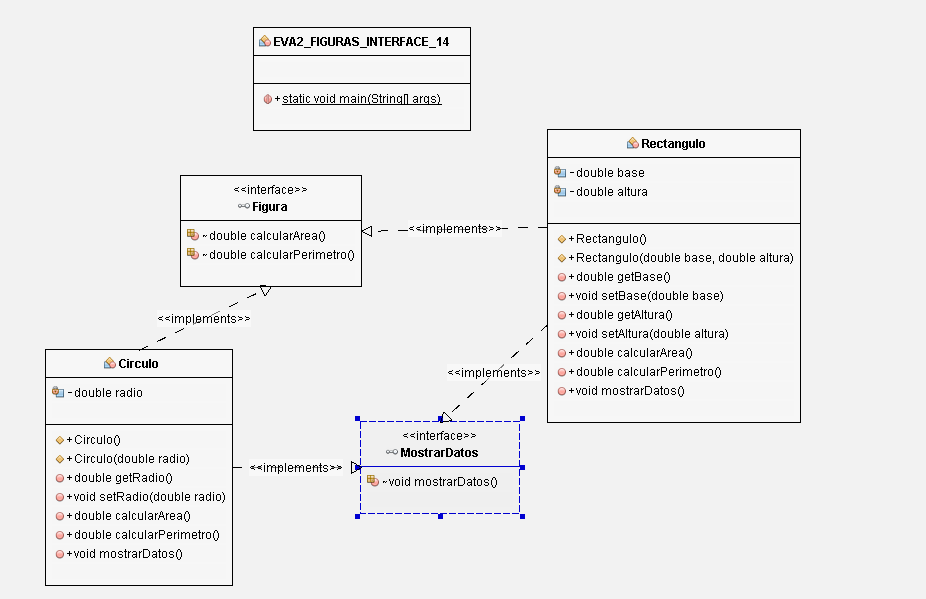 EVA2_FIGURAS_INTERFACE_14
+ static void main(String[] args)
<<interface>>
Figura
~ double calcularArea()
~ double calcularPerimetro()
<<implements>>
Rectangulo
- double base
- double altura
+ Rectangulo()
+ Rectangulo(double base, double altura)
+ double getBase()
+ void setBase(double base)
+ double getAltura()
+ void setAltura(double altura)
+ double calcularArea()
+ double calcularPerimetro()
+ void mostrarDatos()
<<implements>>
<<implements>>
Circulo
- double radio
+ Circulo()
+ Circulo(double radio)
+ double getRadio()
+ void setRadio(double radio)
+ double calcularArea()
+ double calcularPerimetro()
+ void mostrarDatos()
<<implements>>
<<interface>>
MostrarDatos
~ void mostrarDatos()